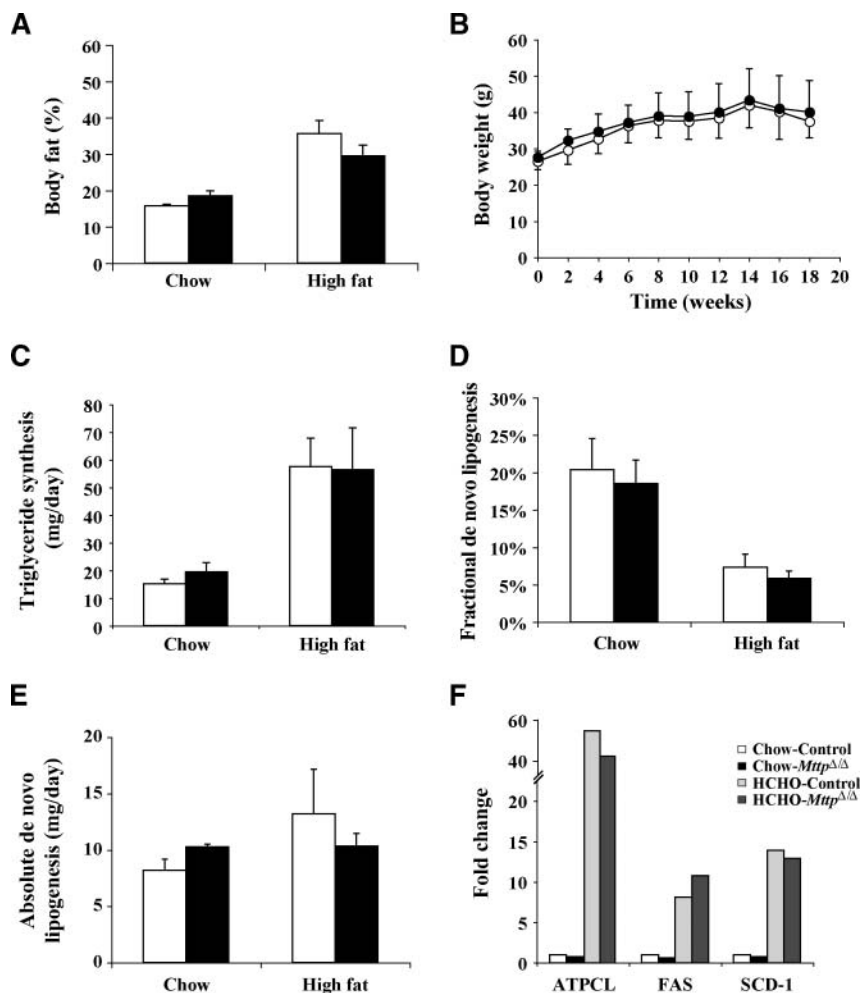 A
Body fat (%)
60
50
40
30
20
10
0
Chow
High fat
B
Body weight (g)
60
50
40
30
20
10
0
0 2 4 6 8 10 12 14 16 18 20
Time (weeks)
C
Triglyceride synthesis
(mg/day)
80
70
60
50
40
30
20
10
0
Chow
High fat
D
Fractional de novo lipogenesis
30%
25%
20%
15%
10%
5%
0%
Chow
High fat
E
Absolute de novo
lipogenesis (mg/day)
20
15
10
5
0
Chow
High fat
F
Fold change
60
40
20
15
10
5
0
Chow-Control
Chow-Mttp^Δ/Δ
HCHO-Control
HCHO-Mttp^Δ/Δ
ATPCL FAS SCD-1